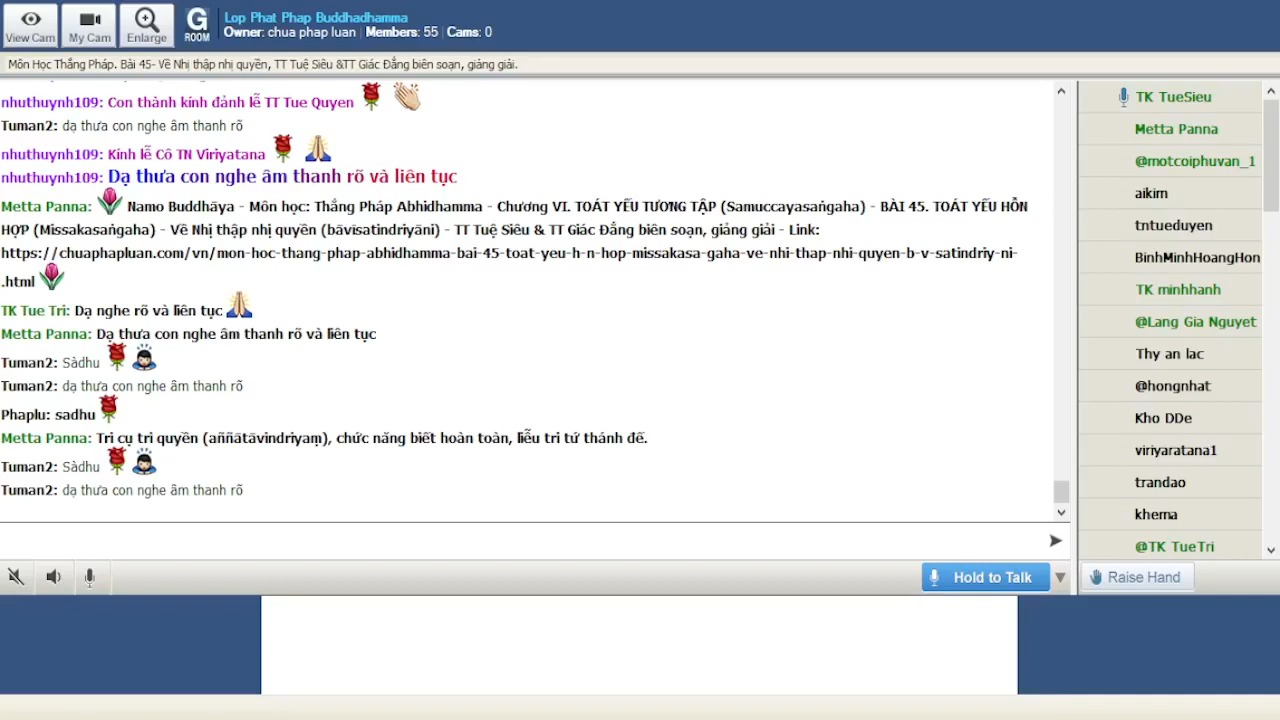 View Cam
My Cam
Enlarge
G
ROOM
Lop Phat Phap Buddhadhamma
Owner: chua phap luan | Members: 55 | Cams: 0
Môn Học Thắng Pháp. Bài 45- Về Nhị thập nhị quyền, TT Tuệ Siêu &TT Giác Đẳng biên soạn, giảng giải.
nhuthuynh109: Con thành kính đảnh lễ TT Tue Quyen
Tuman2: dạ thưa con nghe âm thanh rõ
nhuthuynh109: Kính lễ Cô TN Viriyatana
nhuthuynh109: Dạ thưa con nghe âm thanh rõ và liên tục
Metta Panna: Namo Buddhāya - Môn học: Thắng Pháp Abhidhamma - Chương VI. TOÁT YẾU TƯƠNG TẬP (Samuccayasaṅgaha) - BÀI 45. TOÁT YẾU HỖN
HỢP (Missakasaṅgaha) - Về Nhị thập nhị quyền (bāvīsatindriyāni) - TT Tuệ Siêu & TT Giác Đẳng biên soạn, giảng giải - Link:
https://chuaphapluan.com/vn/mon-hoc-thang-phap-abhidhamma-bai-45-toat-yeu-h-n-hop-missakasa-gaha-ve-nhi-thap-nhi-quyen-b-v-satindriy-ni-
.html
TK Tue Tri: Dạ nghe rõ và liên tục
Metta Panna: Dạ thưa con nghe âm thanh rõ và liên tục
Tuman2: Sàdhu
Tuman2: dạ thưa con nghe âm thanh rõ
Phaplu: sadhu
Metta Panna: Tri cụ tri quyền (aññātāvindriyaṃ), chức năng biết hoàn toàn, liễu tri tứ thánh đế.
Tuman2: Sàdhu
Tuman2: dạ thưa con nghe âm thanh rõ
TK TueSieu
Metta Panna
@motcoiphuvan_1
aikim
tntueduyen
BinhMinhHoangHon
TK minhhanh
@Lang Gia Nguyet
Thy an lac
@hongnhat
Kho DDe
viriyaratana1
trandao
khema
@TK TueTri
Hold to Talk
Raise Hand